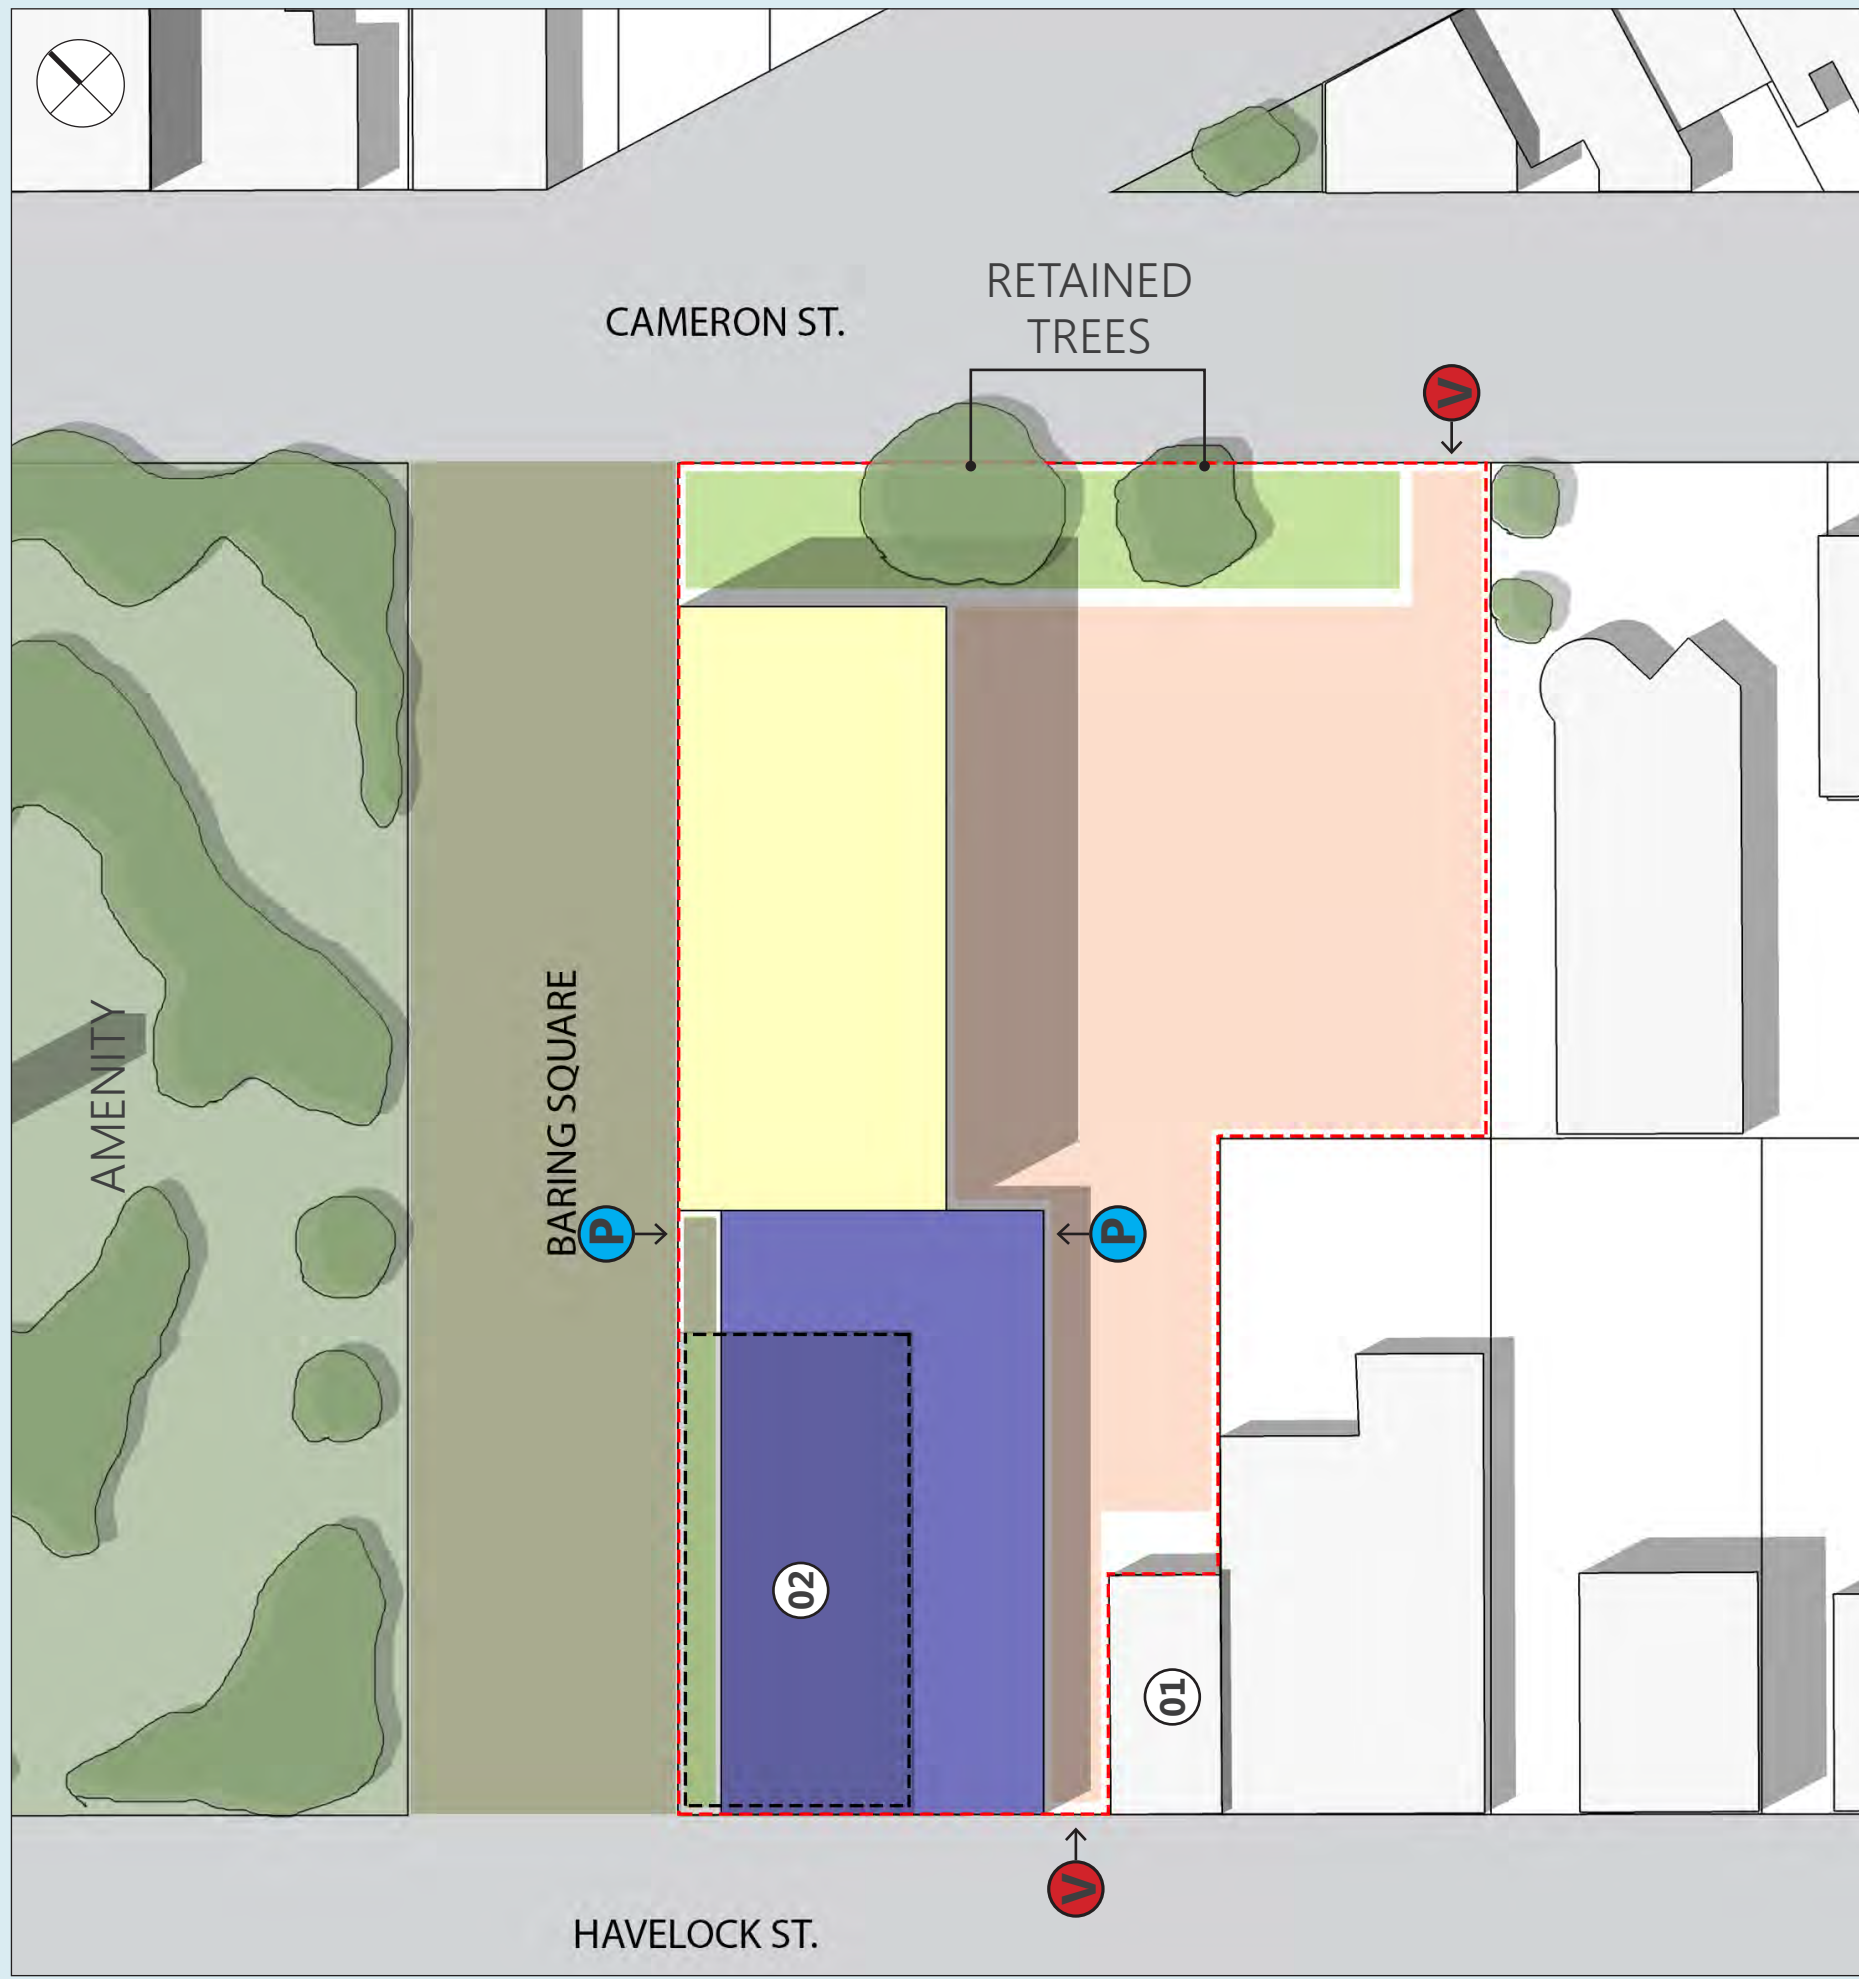 RETAINED
TREES
CAMERON ST.
V
AMENITY
BARING SQUARE
P
P
02
01
V
HAVELOCK ST.